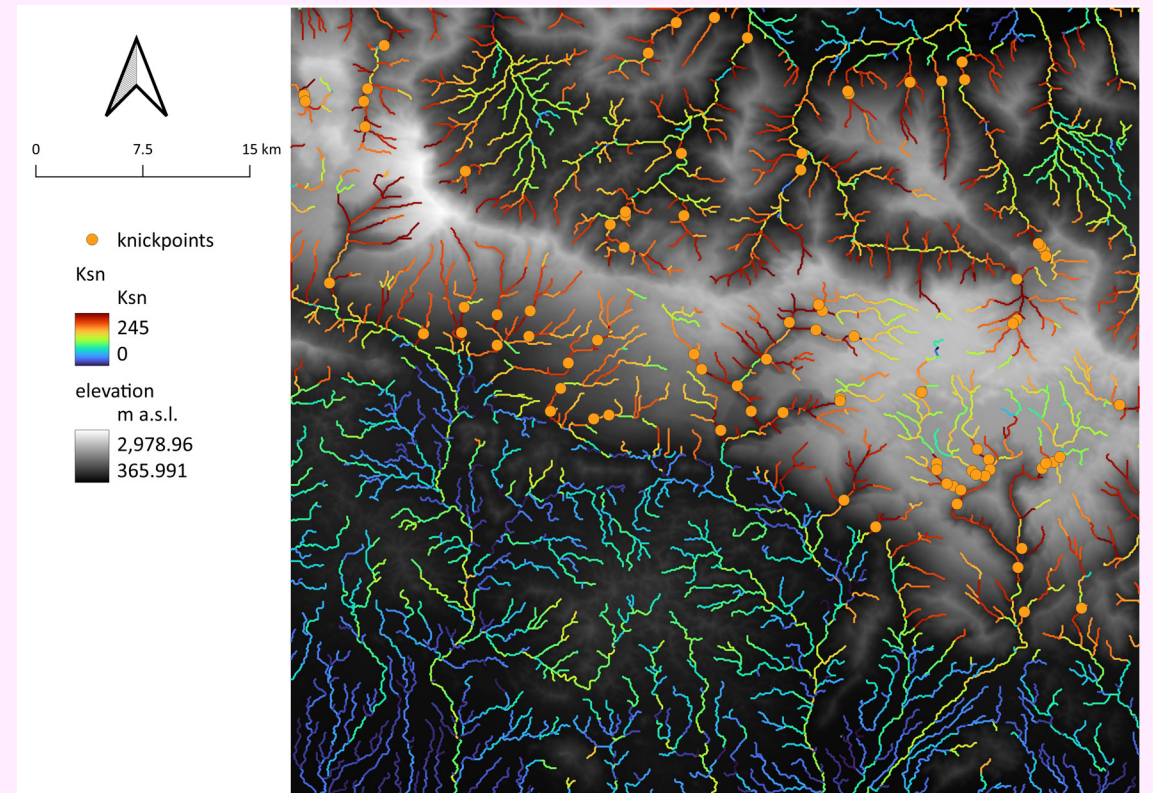 0 7.5 15 km
knickpoints
Ksn
Ksn
245
0
elevation
m a.s.l.
2,978.96
365.991